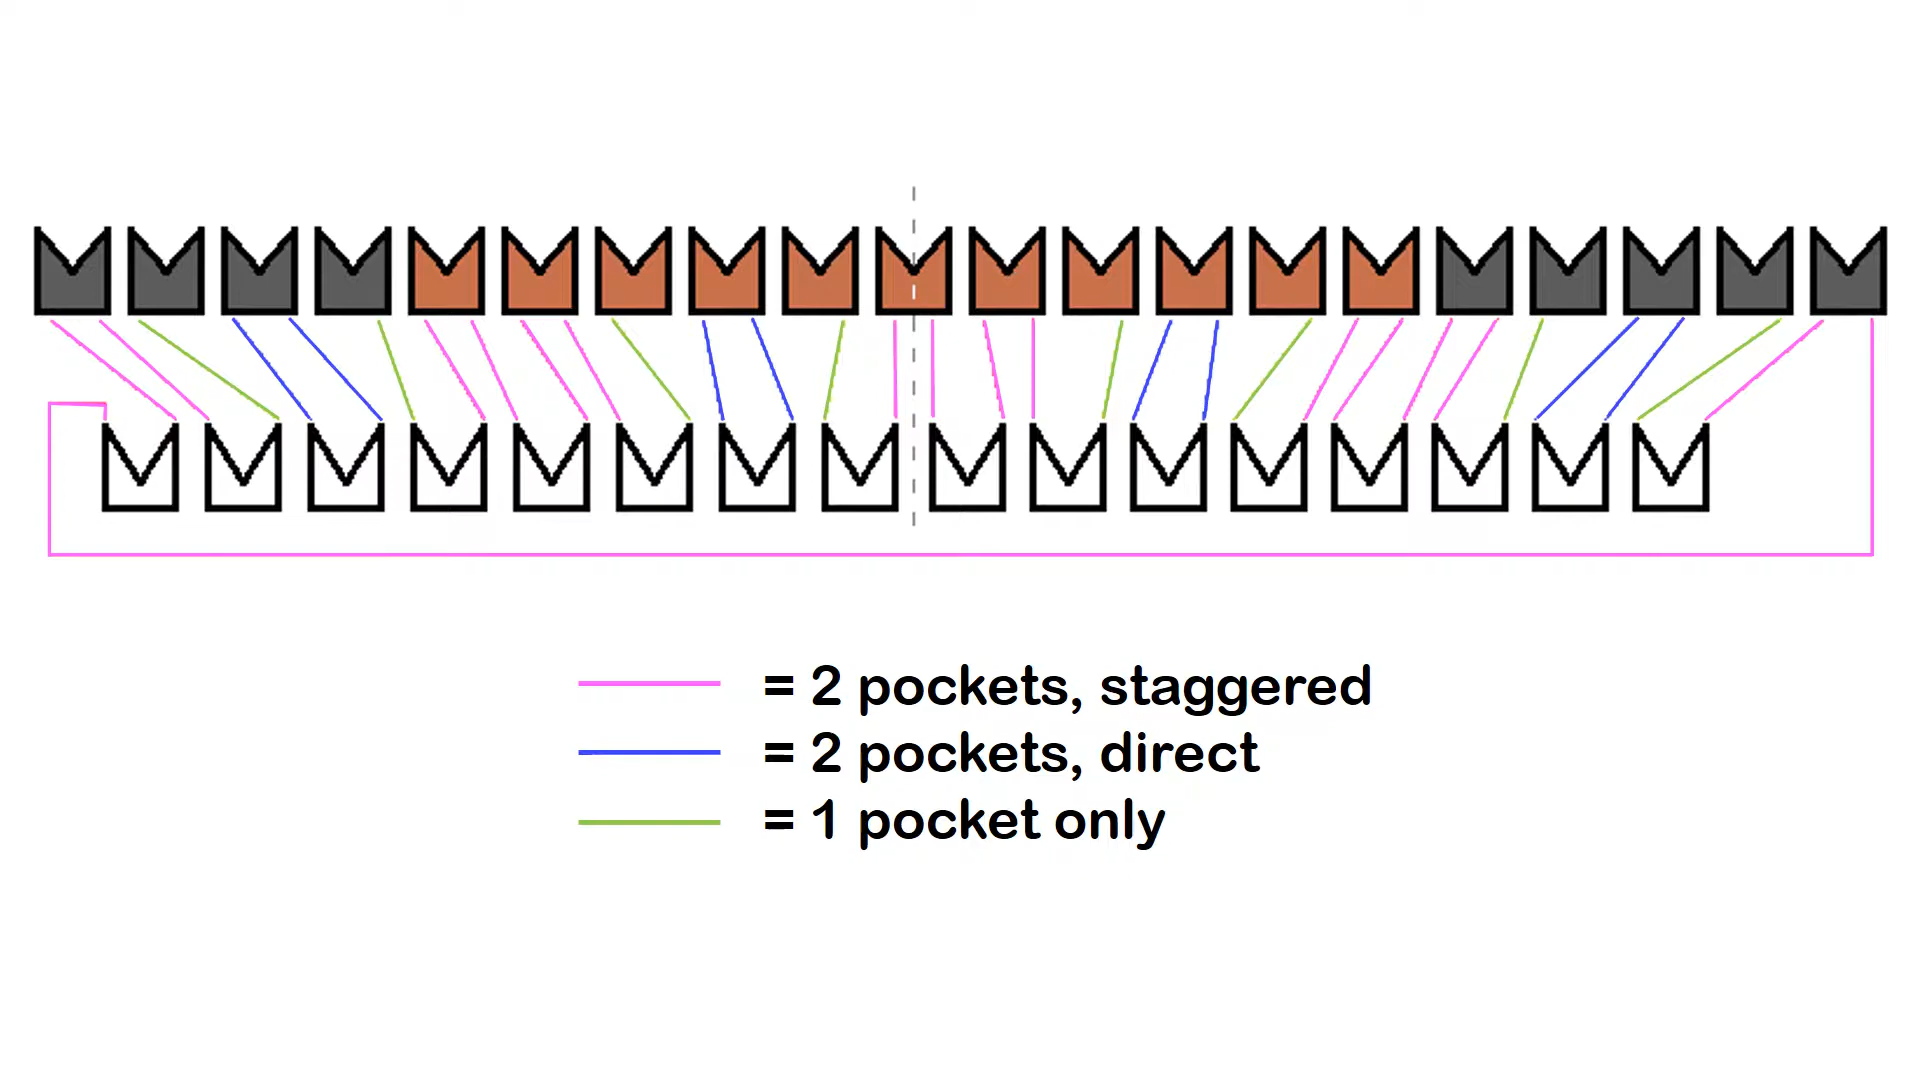 = 2 pockets, staggered
= 2 pockets, direct
= 1 pocket only